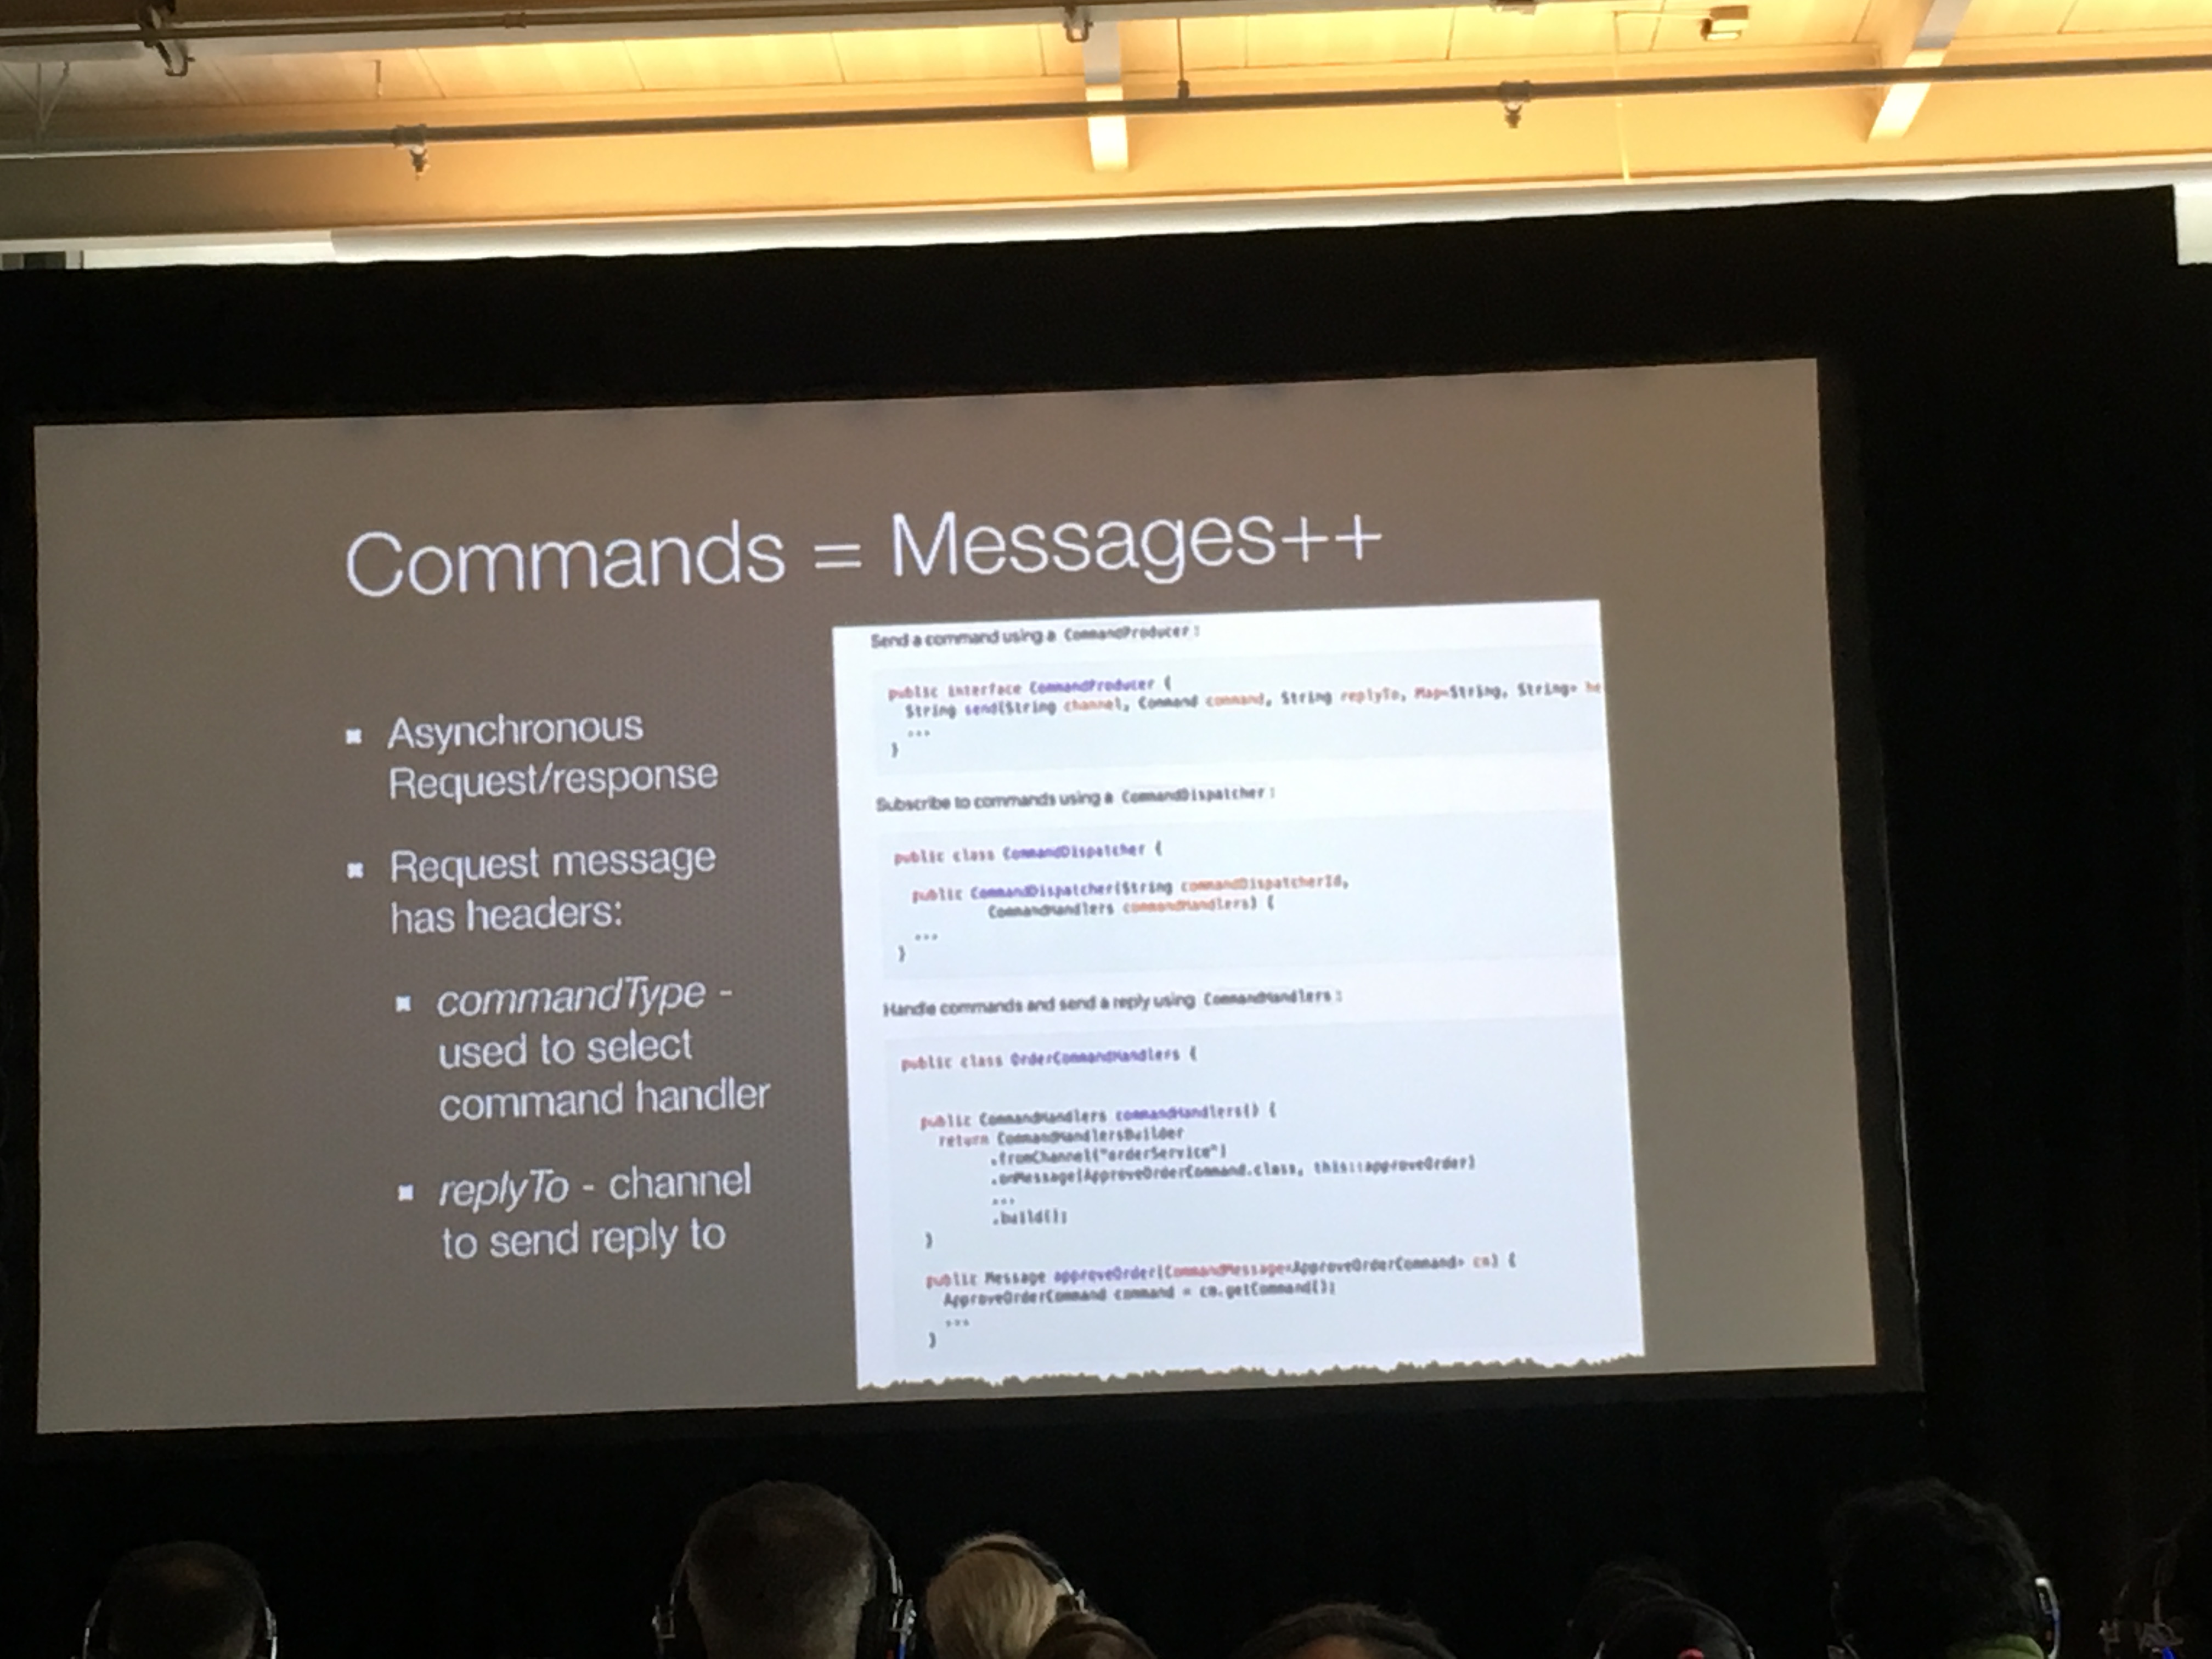 Commands = Messages++
Asynchronous
Request/response
Request message
has headers:
commandType -
used to select
command handler
replyTo - channel
to send reply to
Send a command using a CommandProducer :
public interface CommandProducer {
String send(String channel, Command command, String replyTo, Map<String, String> he
...
}
Subscribe to commands using a CommandDispatcher :
public class CommandDispatcher {
public CommandDispatcher(String commandDispatcherId,
CommandHandlers commandHandlers) {
...
}
Handle commands and send a reply using CommandHandlers :
public class OrderCommandHandlers {
public CommandHandlers commandHandlers() {
return CommandHandlersBuilder
.fromChannel("orderService")
.onMessage(ApproveOrderCommand.class, this::approveOrder)
...
.build();
}
public Message approveOrder(CommandMessage<ApproveOrderCommand> cm) {
ApproveOrderCommand command = cm.getCommand();
...
}